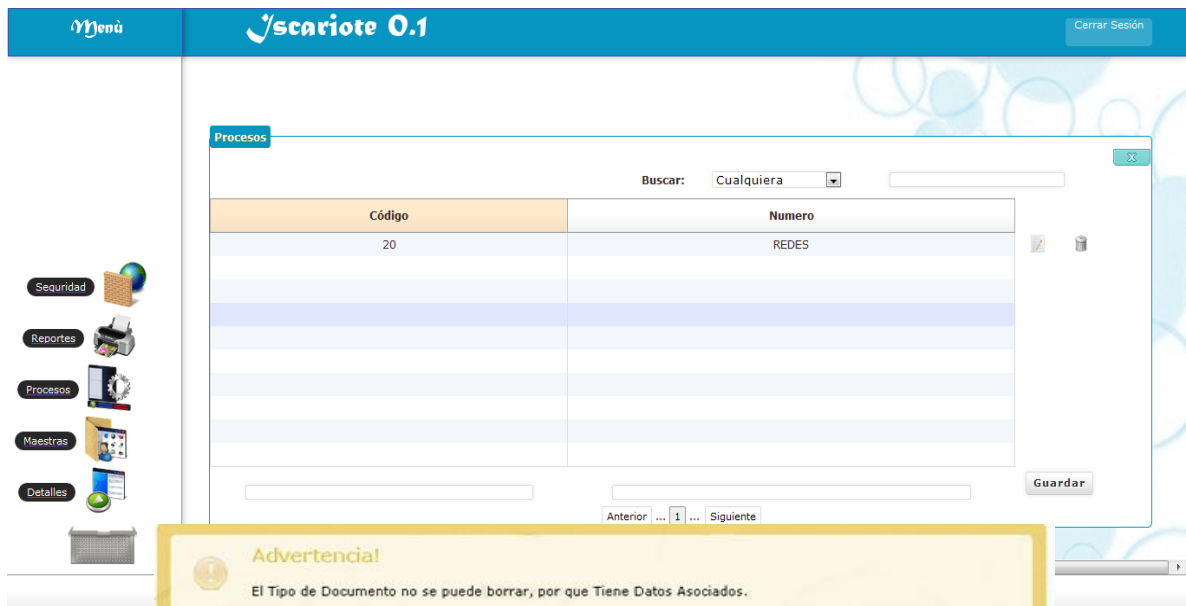 Menù
Yscariote 0.1
Cerrar Sesión
Procesos
X
Buscar: Cualquiera
Código Numero
20 REDES
Seguridad
Reportes
Procesos
Maestras
Detalles
Guardar
Anterior ... 1 ... Siguiente
Advertencia!
El Tipo de Documento no se puede borrar, por que Tiene Datos Asociados.